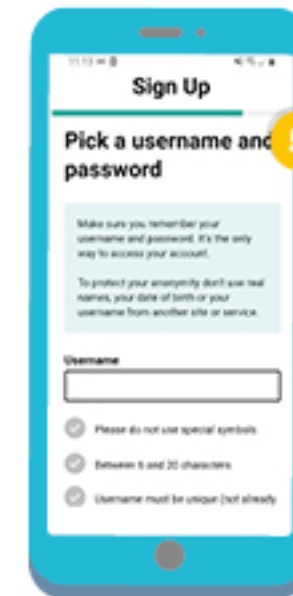 11:13
Sign Up
Pick a username and
password
Make sure you remember your
username and password. It's the only
way to access your account.
To protect your anonymity don't use real
names, your date of birth or your
username from another site or service.
Username
Please do not use special symbols
Between 6 and 20 characters
Username must be unique (not already